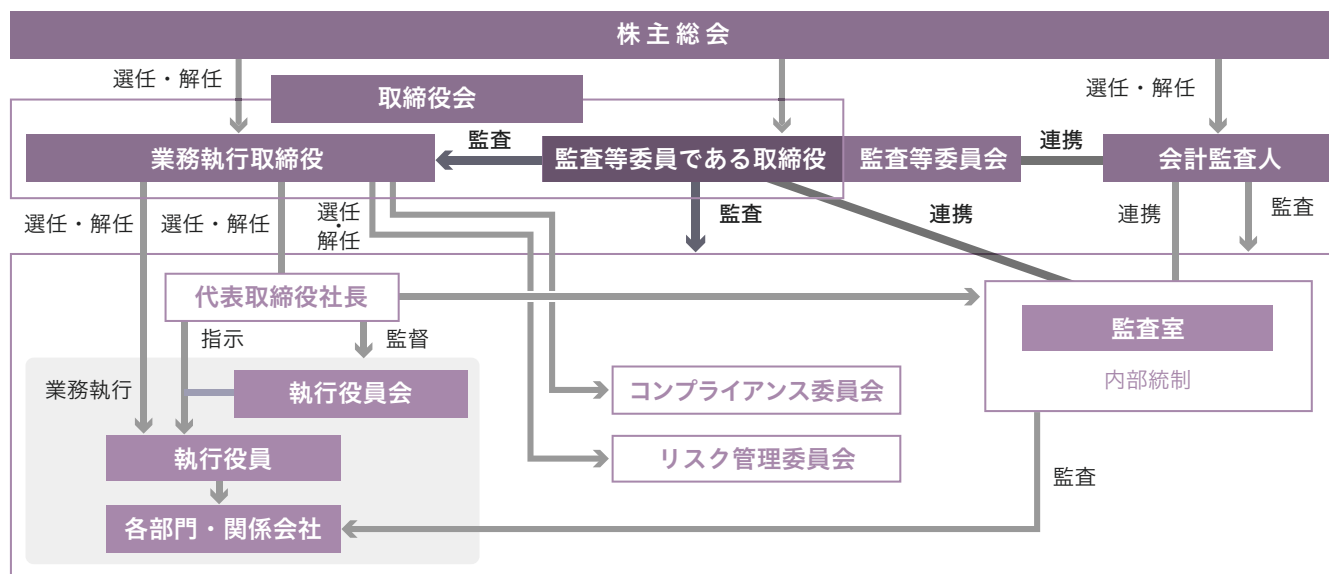 株主総会
選任・解任
選任・解任
取締役会
業務執行取締役
監査
監査等委員である取締役
監査等委員会
連携
会計監査人
選任・解任
選任・解任
選任・
解任
監査
連携
連携
監査
代表取締役社長
指示
監督
監査室
内部統制
業務執行
執行役員会
コンプライアンス委員会
執行役員
リスク管理委員会
監査
各部門・関係会社